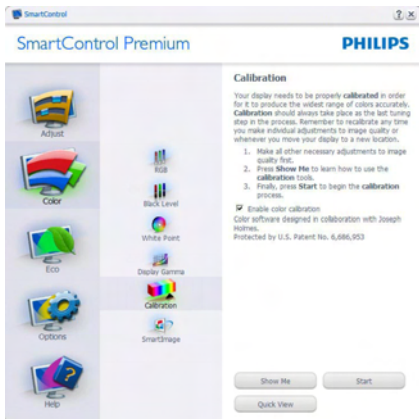 SmartControl
SmartControl Premium
PHILIPS
Adjust
Color
Eco
Options
Help
RGB
Black Level
White Point
Display Gamma
Calibration
SmartImage
Calibration
Your display needs to be properly calibrated in order
for it to produce the widest range of colors accurately.
Calibration should always take place as the last tuning
step in the process. Remember to recalibrate any time
you make individual adjustments to image quality or
whenever you move your display to a new location.
1. Make all other necessary adjustments to image
quality first.
2. Press Show Me to learn how to use the
calibration tools.
3. Finally, press Start to begin the calibration
process.
Enable color calibration
Color software designed in collaboration with Joseph
Holmes.
Protected by U.S. Patent No. 6,686,953
Show Me
Start
Quick View